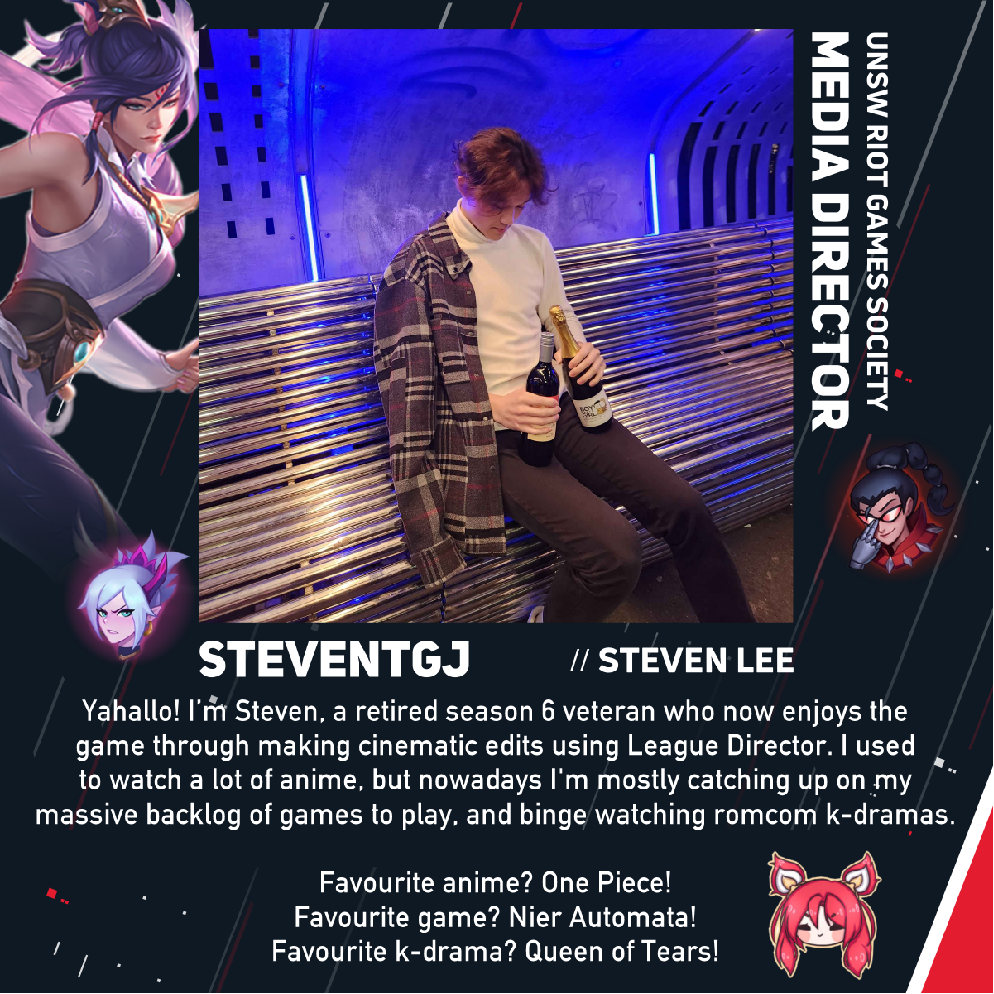 UNSW RIOT GAMES SOCIETY
MEDIA DIRECTOR
STEVENTGJ
// STEVEN LEE
Yahallo! I'm Steven, a retired season 6 veteran who now enjoys the
game through making cinematic edits using League Director. I used
to watch a lot of anime, but nowadays I'm mostly catching up on my
massive backlog of games to play, and binge watching romcom k-dramas.
Favourite anime? One Piece!
Favourite game? Nier Automata!
Favourite k-drama? Queen of Tears!